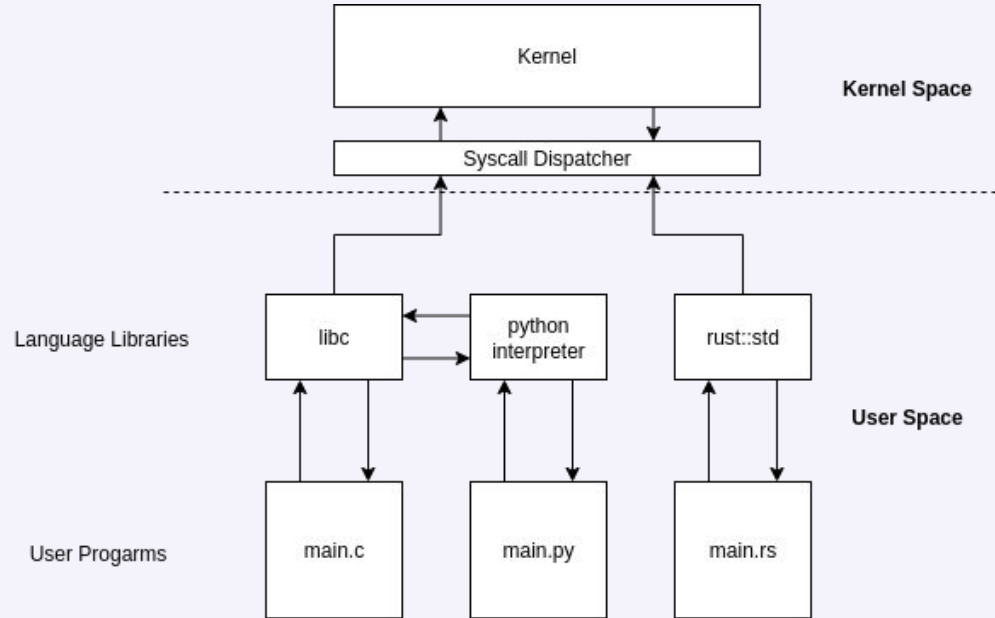 Kernel
Kernel Space
Syscall Dispatcher
Language Libraries
libc
python
interpreter
rust::std
User Space
User Progarms
main.c
main.py
main.rs